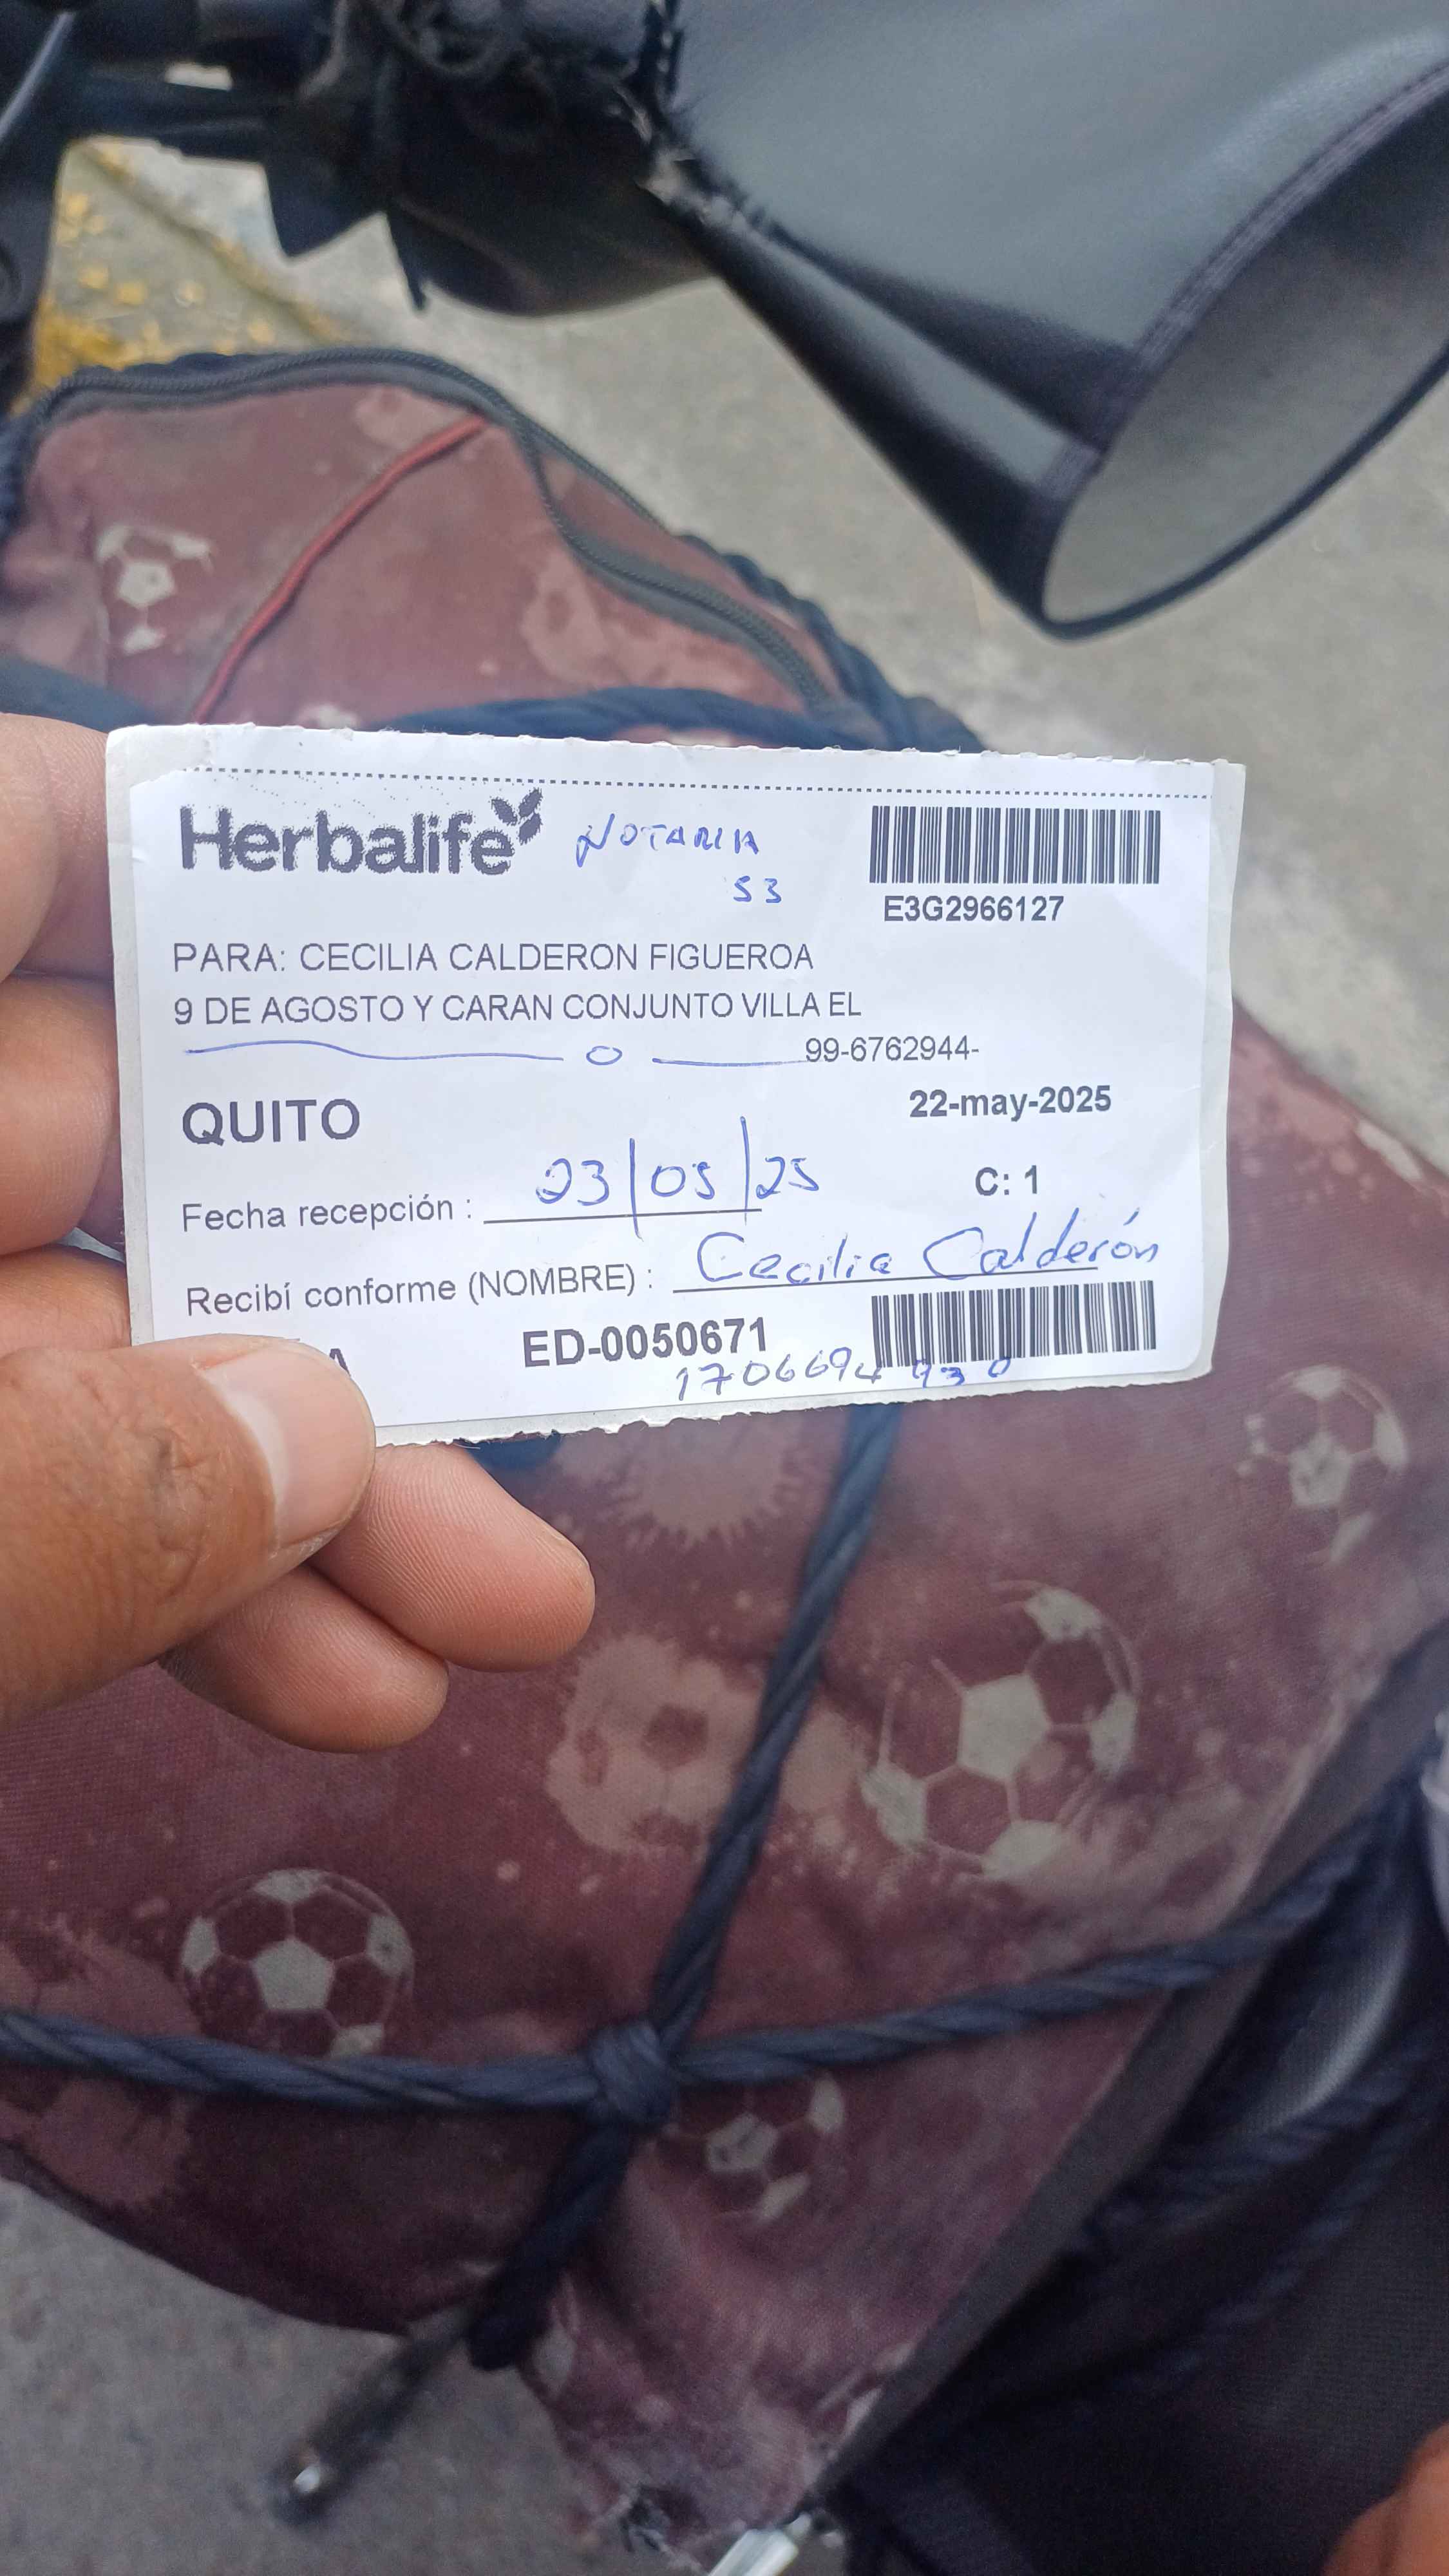 Herbalife NOTARIA
53
E3G2966127
PARA: CECILIA CALDERON FIGUEROA
9 DE AGOSTO Y CARAN CONJUNTO VILLA EL
99-6762944-
QUITO
22-may-2025
Fecha recepción : 23/05/25
C: 1
Recibí conforme (NOMBRE) : Cecilia Calderón
A ED-0050671
1706694930